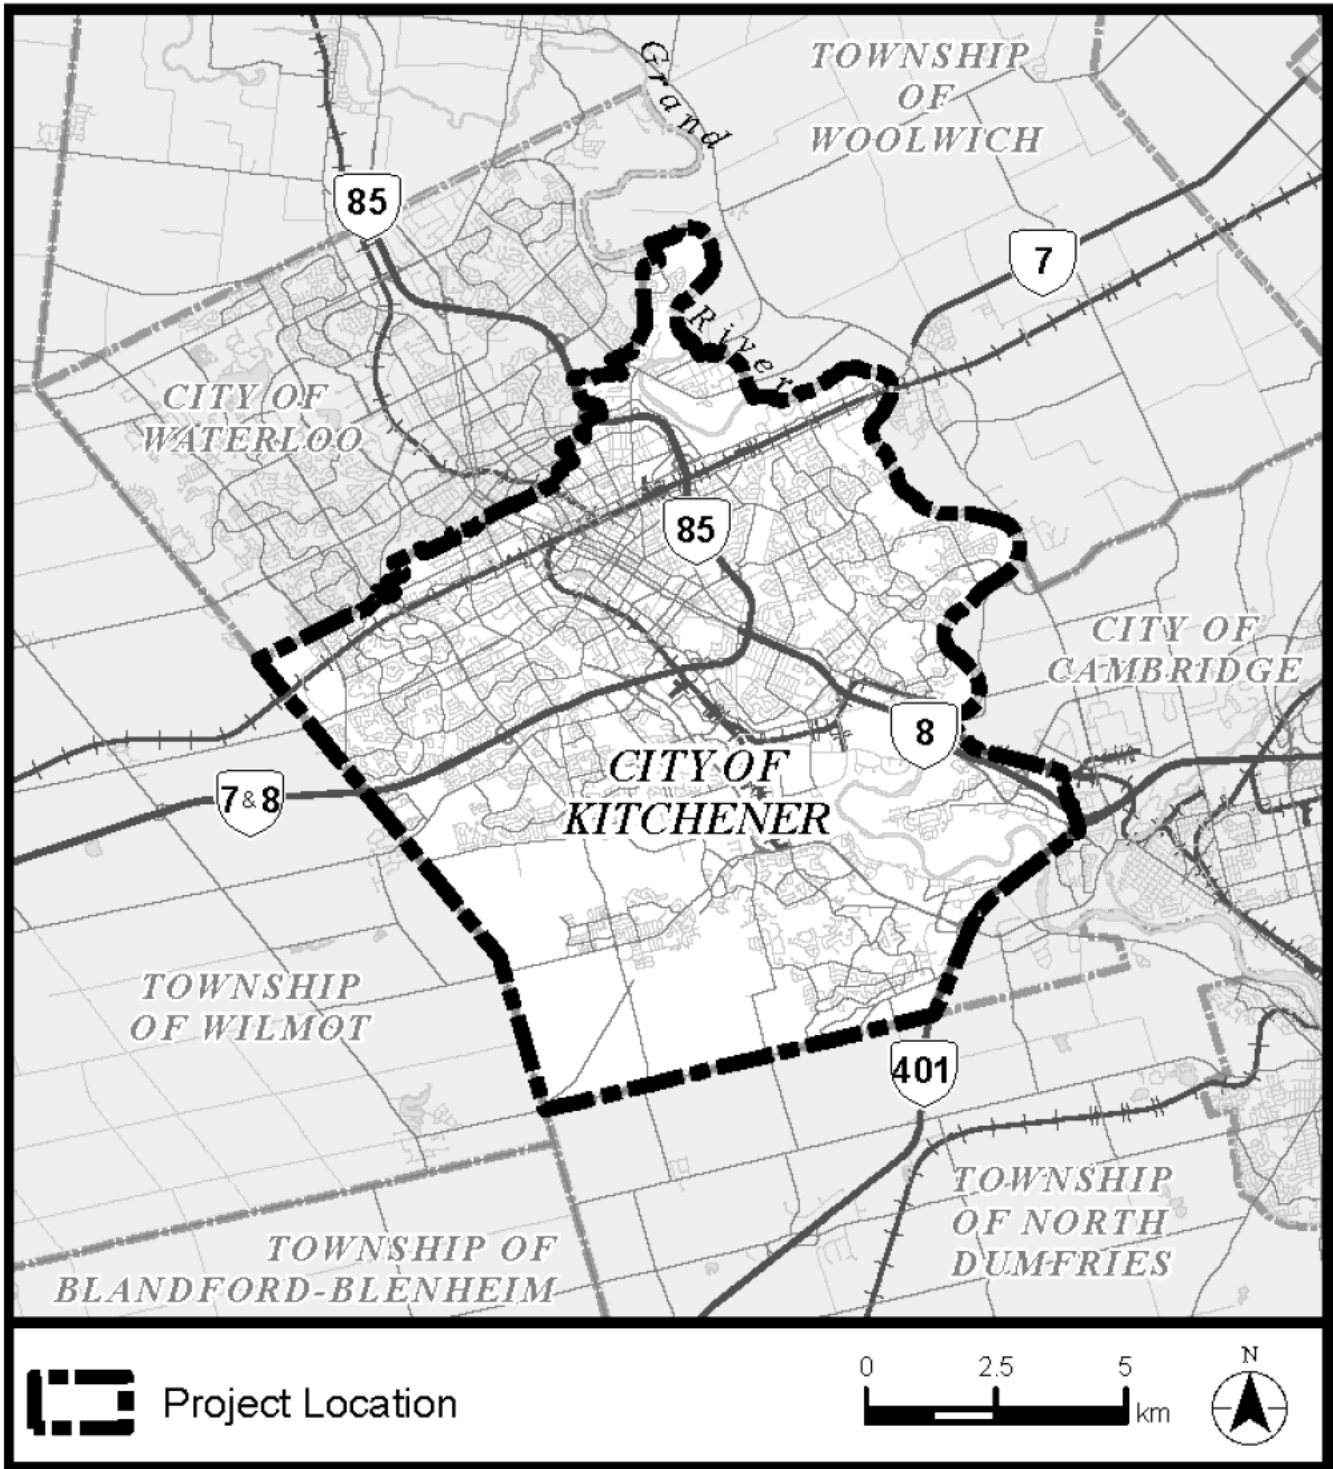 Grand
TOWNSHIP
OF
WOOLWICH
85
7
River
CITY OF
WATERLOO
85
CITY OF
CAMBRIDGE
8
CITY OF
KITCHENER
7&8
TOWNSHIP
OF WILMOT
401
TOWNSHIP
OF NORTH
DUMFRIES
TOWNSHIP OF
BLANDFORD-BLENHEIM
Project Location
0 2.5 5
km
N